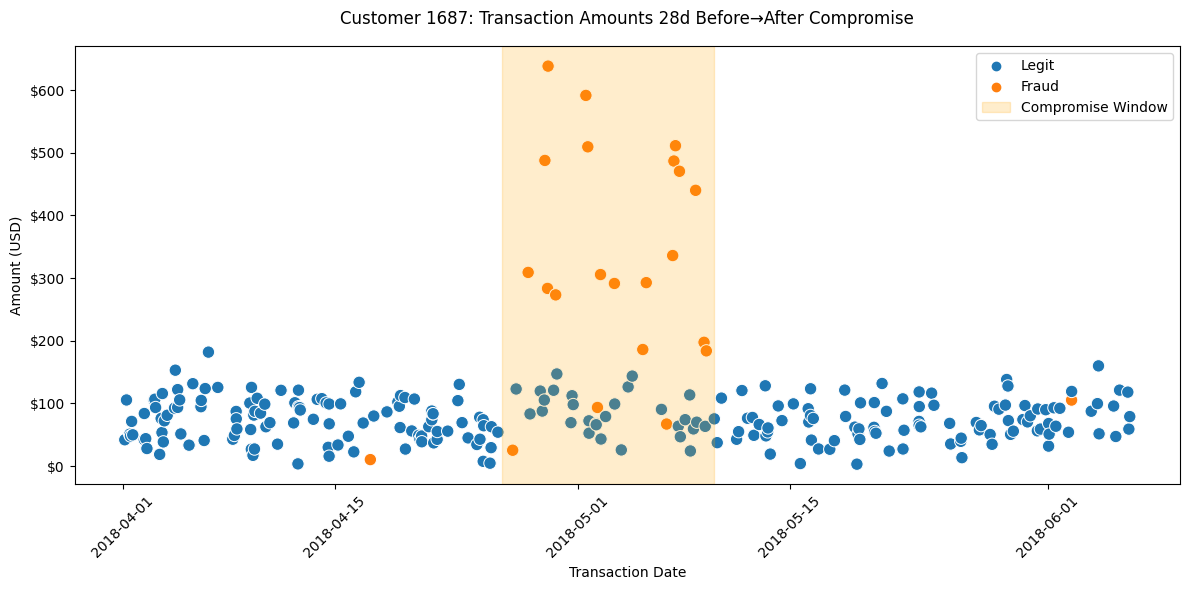 Customer 1687: Transaction Amounts 28d Before→After Compromise
Legit
Fraud
Compromise Window
Amount (USD)
$600
$500
$400
$300
$200
$100
$0
2018-04-01
2018-04-15
2018-05-01
2018-05-15
2018-06-01
Transaction Date